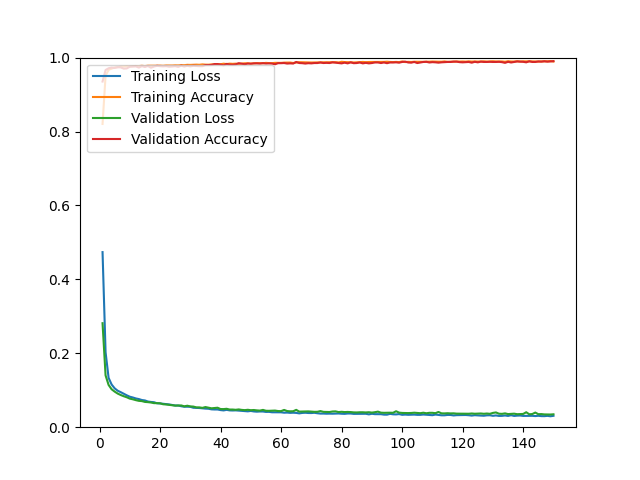 1.0
0.8
0.6
0.4
0.2
0.0
Training Loss
Training Accuracy
Validation Loss
Validation Accuracy
0 20 40 60 80 100 120 140